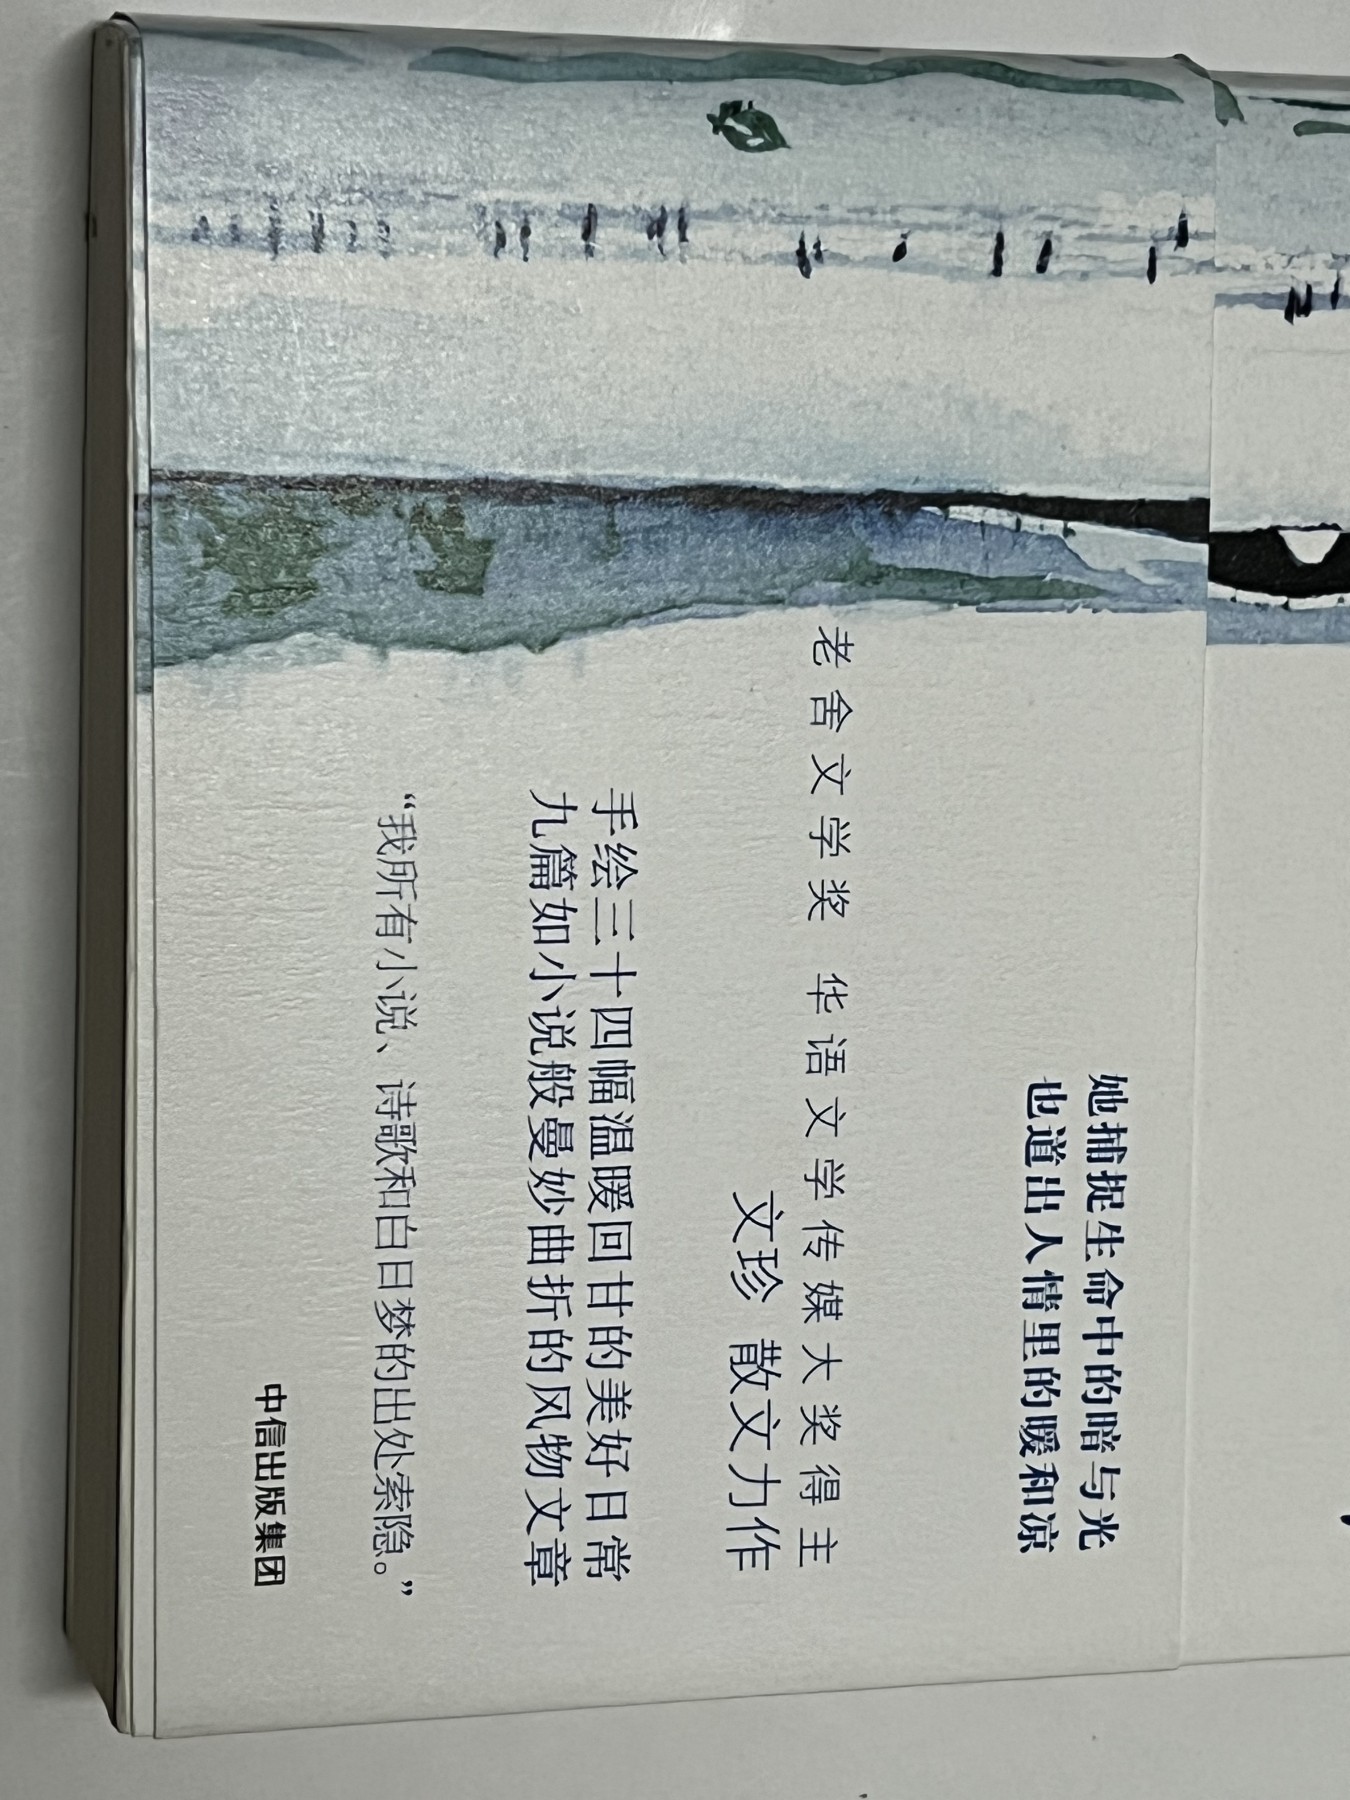 她捕捉生命中的暗与光
也道出人情里的暖和凉
老舍文学奖 华语文学传媒大奖得主
文珍 散文力作
手绘三十四幅温暖回甘的美好日常
九篇如小说般曼妙曲折的风物文章
“我所有小说、诗歌和白日梦的出处索隐。”
中信出版集团